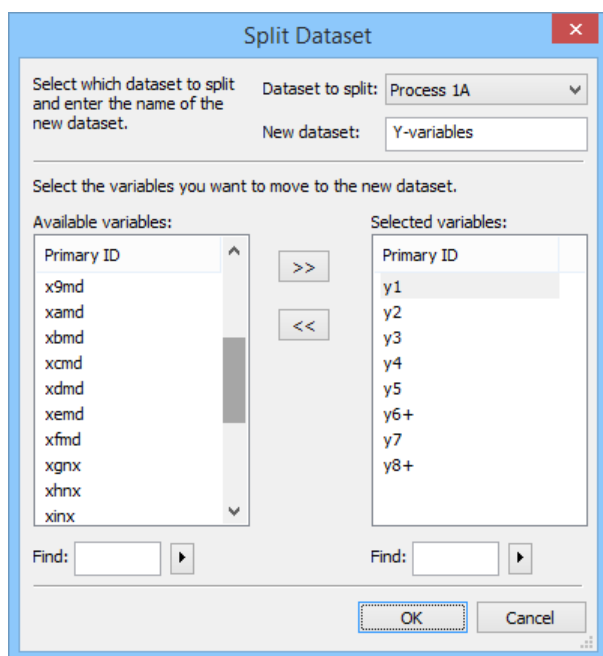 Split Dataset
Select which dataset to split
and enter the name of the
new dataset.
Dataset to split: Process 1A
New dataset: Y-variables
Select the variables you want to move to the new dataset.
Available variables:
Primary ID
x9md
xamd
xbmd
xcmd
xdmd
xemd
xfmd
xgnx
xhnx
xinx
Find:
>>
<<
Selected variables:
Primary ID
y1
y2
y3
y4
y5
y6+
y7
y8+
Find:
OK
Cancel